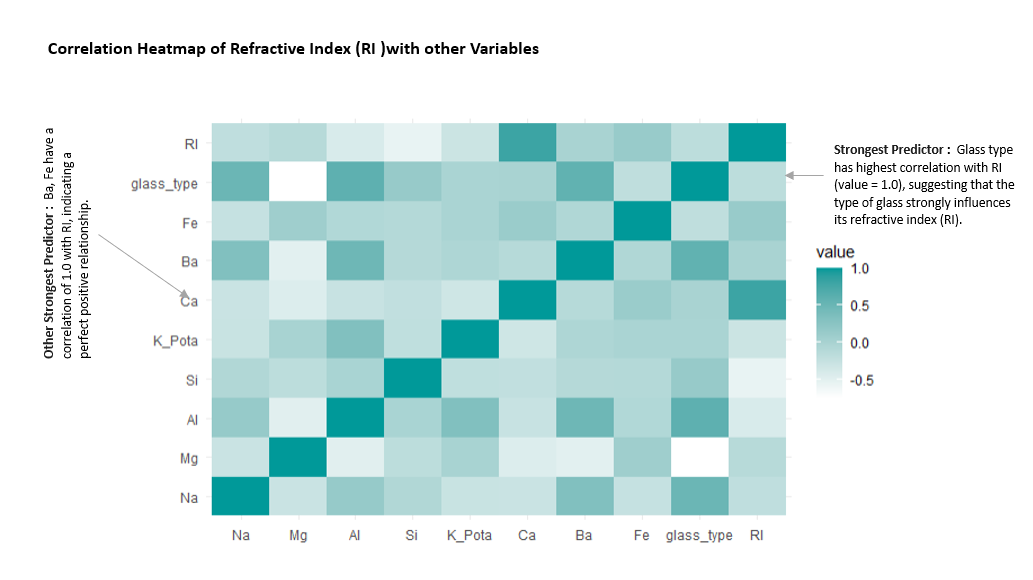 Correlation Heatmap of Refractive Index (RI )with other Variables
Other Strongest Predictor : Ba, Fe have a
correlation of 1.0 with RI, indicating a
perfect positive relationship.
RI
glass_type
Fe
Ba
Ca
K_Pota
Si
Al
Mg
Na
Na Mg Al Si K_Pota Ca Ba Fe glass_type RI
Strongest Predictor : Glass type
has highest correlation with RI
(value = 1.0), suggesting that the
type of glass strongly influences
its refractive index (RI).
value
1.0
0.5
0.0
-0.5